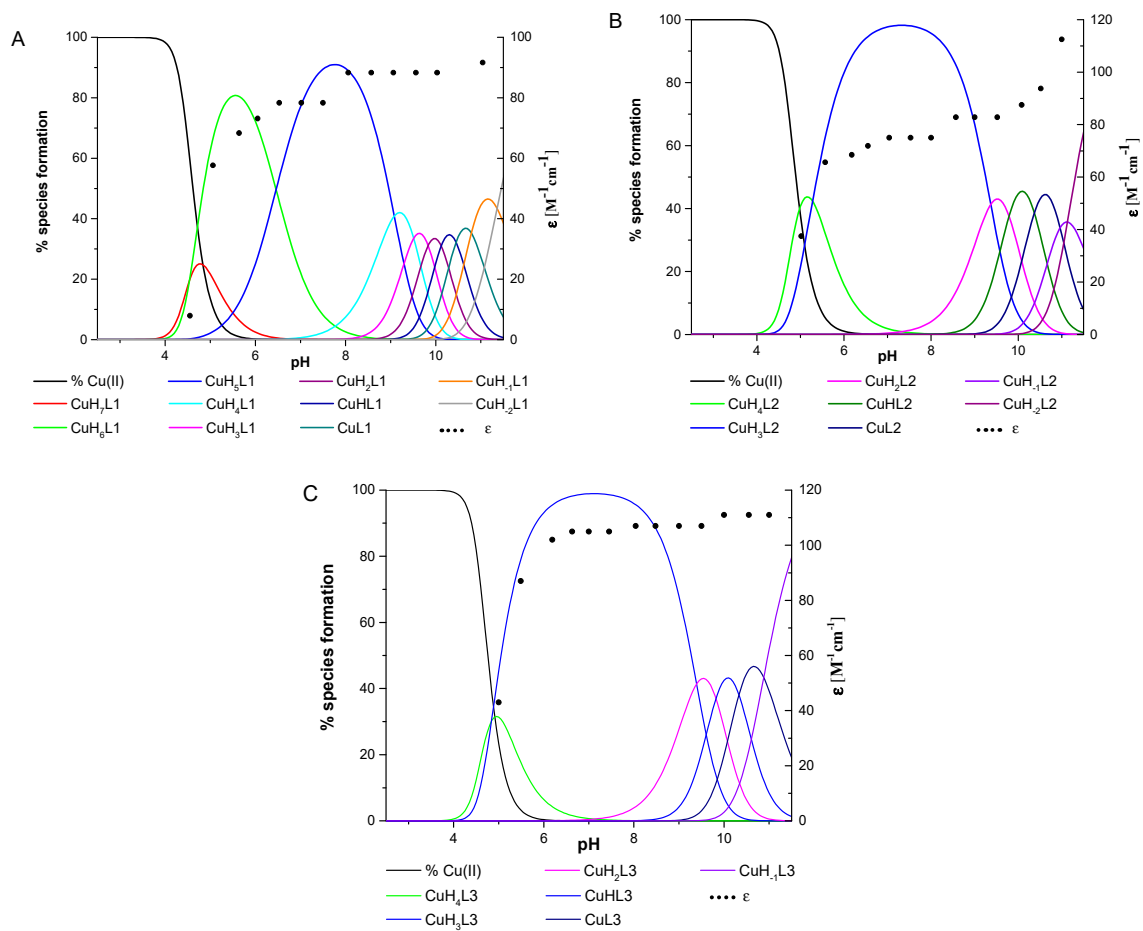 A
% species formation
100
80
60
40
20
0
4
6
8
10
pH
100
80
60
40
20
0
ε [M⁻¹cm⁻¹]
% Cu(II)
CuH₅L1
CuH₂L1
CuH₋₁L1
CuH₇L1
CuH₄L1
CuHL1
CuH₋₂L1
CuH₆L1
CuH₃L1
CuL1
ε
B
% species formation
100
80
60
40
20
0
4
6
8
10
pH
120
100
80
60
40
20
0
ε [M⁻¹cm⁻¹]
% Cu(II)
CuH₂L2
CuH₋₁L2
CuH₄L2
CuHL2
CuH₋₂L2
CuH₃L2
CuL2
ε
C
% species formation
100
80
60
40
20
0
4
6
8
10
pH
120
100
80
60
40
20
0
ε [M⁻¹cm⁻¹]
% Cu(II)
CuH₂L3
CuH₋₁L3
CuH₄L3
CuHL3
ε
CuH₃L3
CuL3